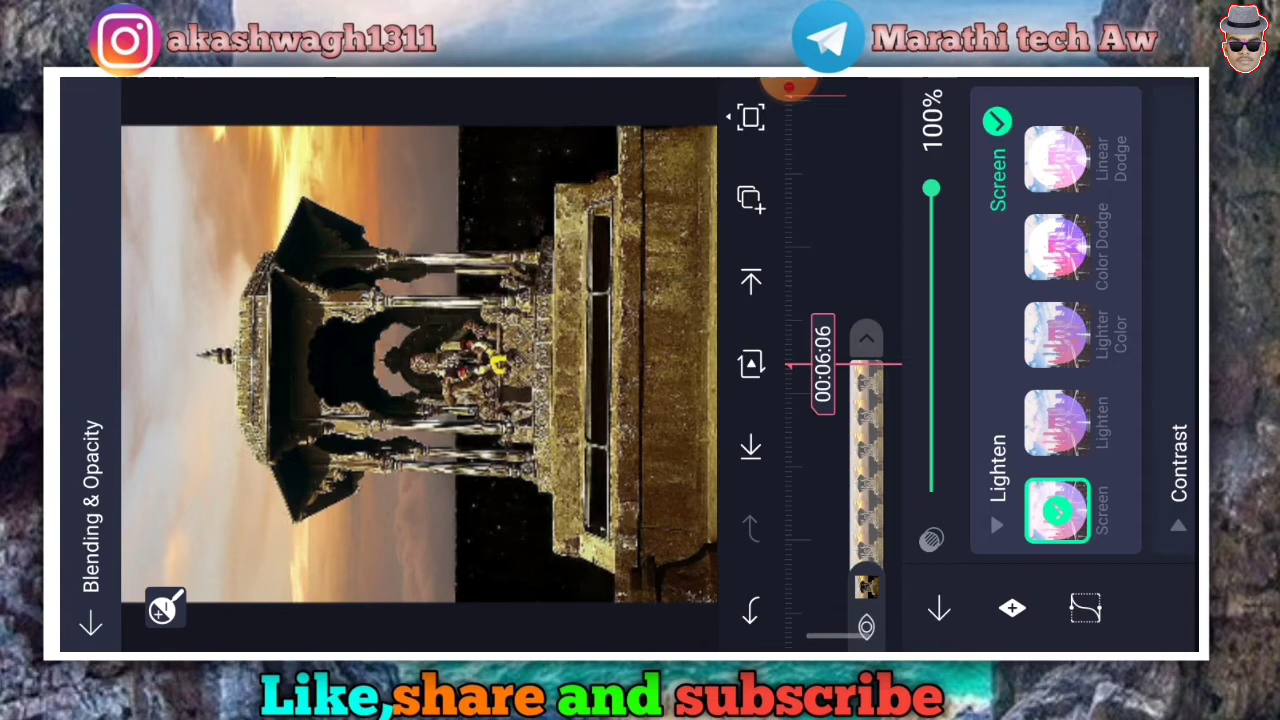 akashwagh1311
Marathi tech Aw
Blending & Opacity
00:06:06
100%
Lighten
Screen
Screen
Lighten
Lighter
Color
Color Dodge
Linear
Dodge
Contrast
Like,share and subscribe